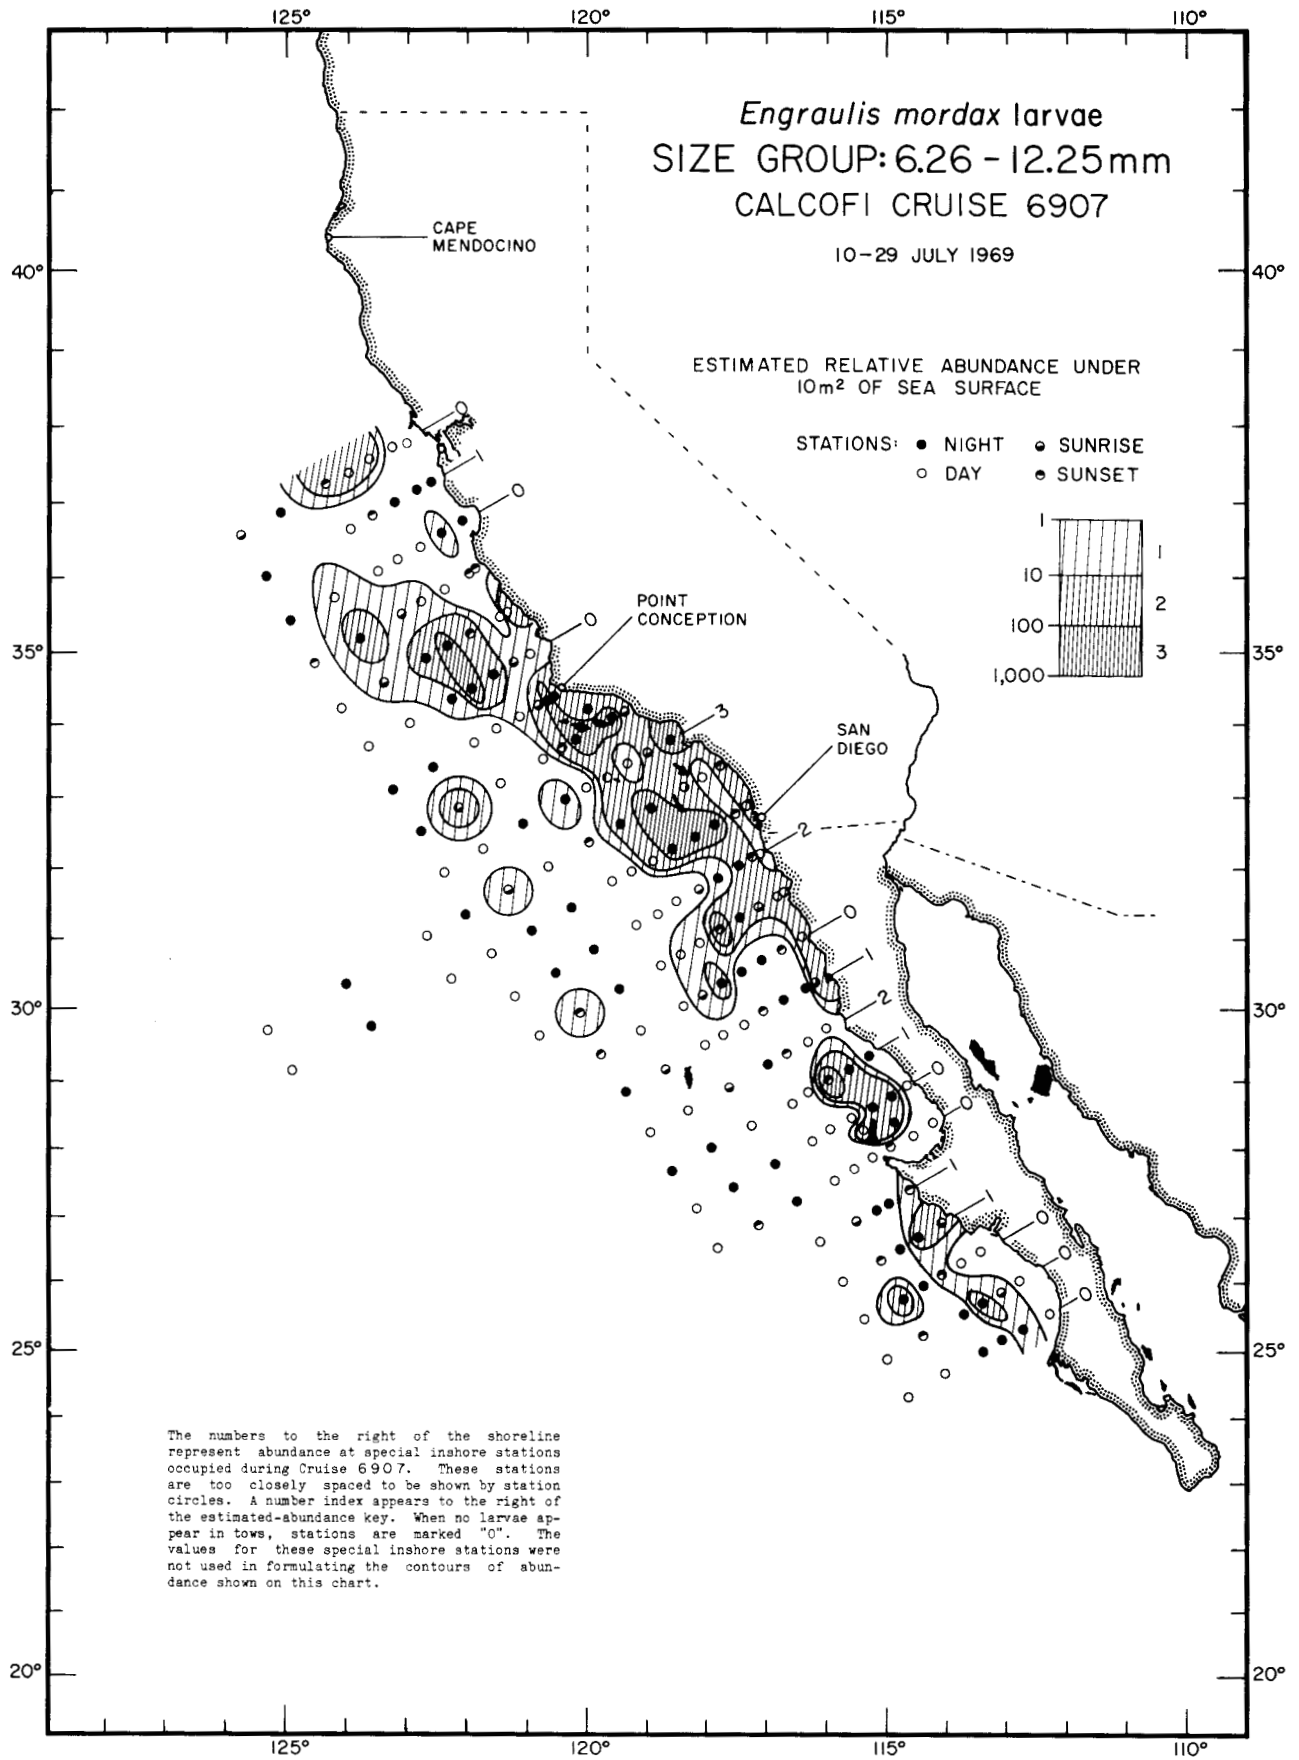 125°
120°
115°
110°
Engraulis mordax larvae
SIZE GROUP: 6.26 - 12.25mm
CALCOFI CRUISE 6907
10-29 JULY 1969
CAPE
MENDOCINO
40°
40°
ESTIMATED RELATIVE ABUNDANCE UNDER
10m² OF SEA SURFACE
STATIONS: ● NIGHT SUNRISE
○ DAY SUNSET
0
1
0
1
10
100
1,000
1
2
3
POINT
CONCEPTION
0
35°
35°
3
SAN
DIEGO
2
0
1
2
30°
30°
1
0
0
1
1
0
0
0
25°
25°
The numbers to the right of the shoreline
represent abundance at special inshore stations
occupied during Cruise 6907. These stations
are too closely spaced to be shown by station
circles. A number index appears to the right of
the estimated-abundance key. When no larvae ap-
pear in tows, stations are marked "0". The
values for these special inshore stations were
not used in formulating the contours of abun-
dance shown on this chart.
20°
20°
125°
120°
115°
110°